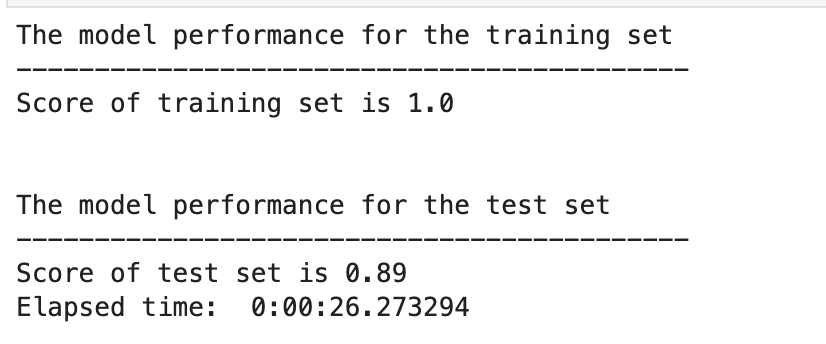 The model performance for the training set
-------------------------------------------
Score of training set is 1.0
The model performance for the test set
-------------------------------------------
Score of test set is 0.89
Elapsed time:  0:00:26.273294